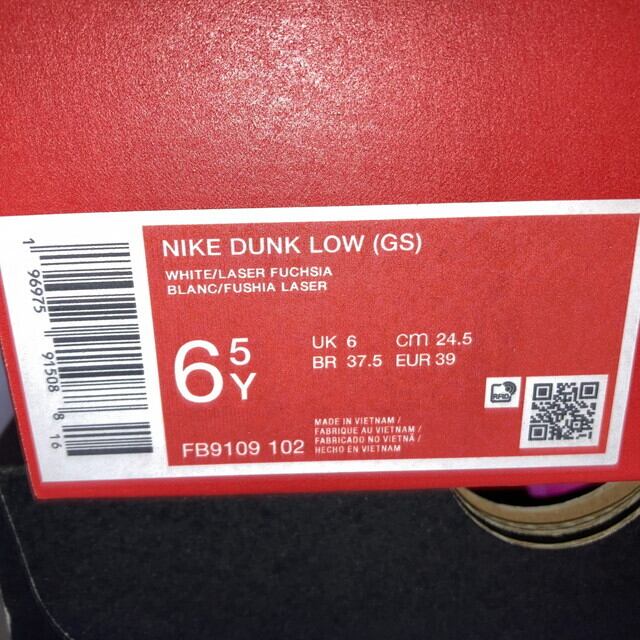 NIKE DUNK LOW (GS)
WHITE/LASER FUCHSIA
BLANC/FUSHIA LASER
6 5 Y
UK 6 cm 24.5
BR 37.5 EUR 39
RFID
FB9109 102
MADE IN VIETNAM /
FABRIQUE AU VIETNAM /
FABRICADO NO VIETNÃ /
HECHO EN VIETNAM
1 96975 91508 8 16